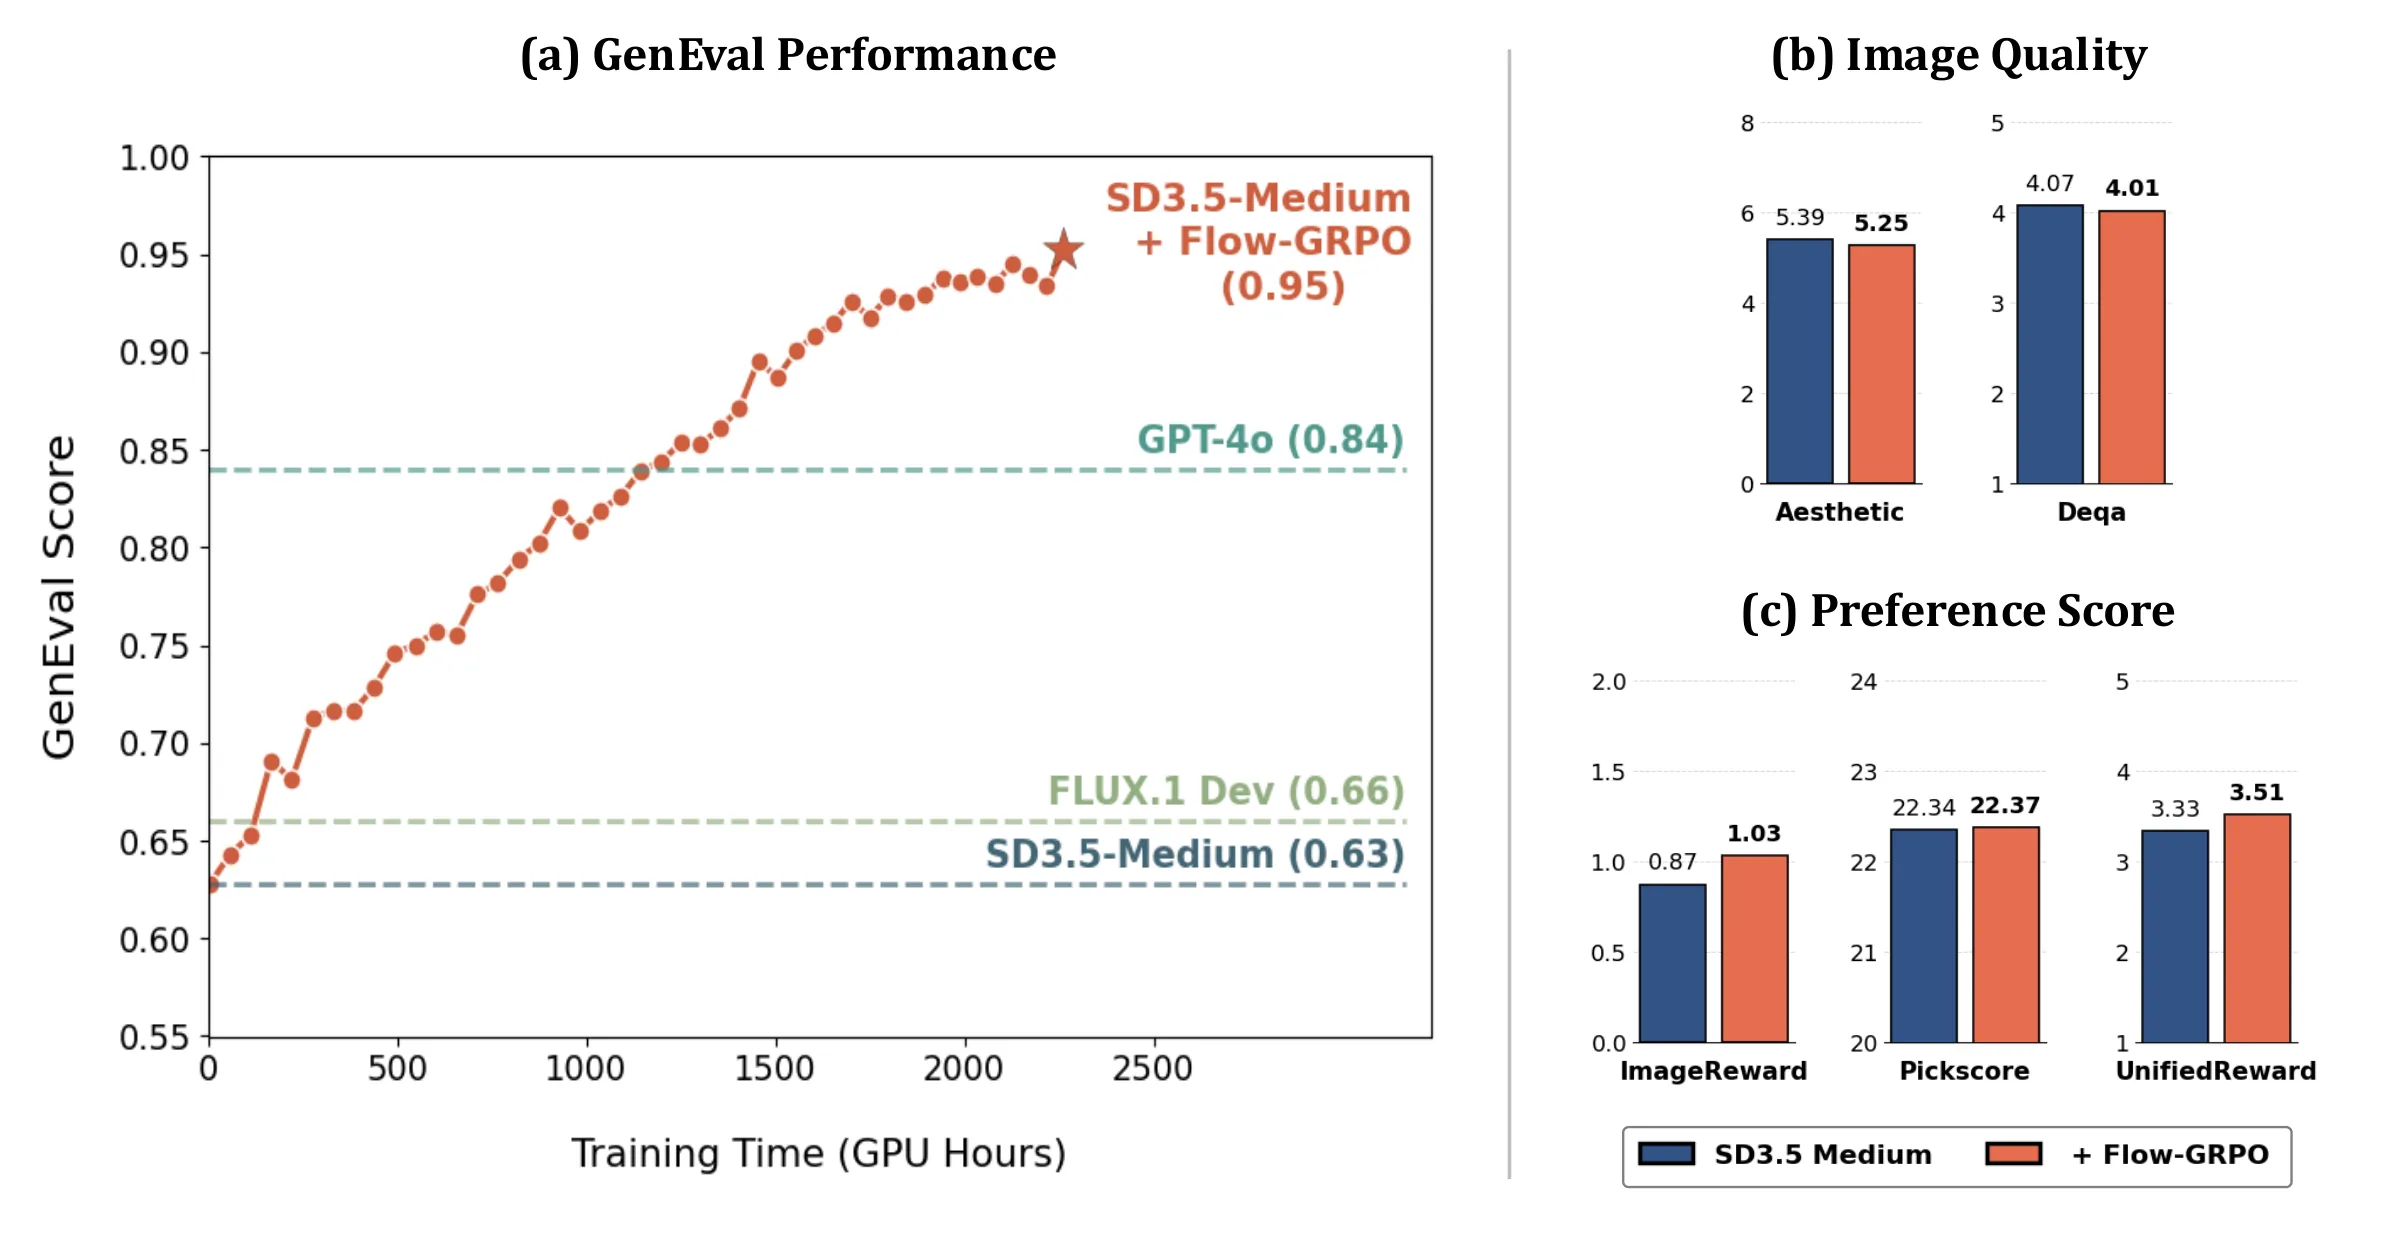 (a) GenEval Performance
1.00
0.95
0.90
0.85
0.80
0.75
0.70
0.65
0.60
0.55
GenEval Score
SD3.5-Medium
+ Flow-GRPO
(0.95)
GPT-4o (0.84)
FLUX.1 Dev (0.66)
SD3.5-Medium (0.63)
0 500 1000 1500 2000 2500
Training Time (GPU Hours)
(b) Image Quality
8
6
4
2
0
5.39 5.25
Aesthetic
5
4
3
2
1
4.07 4.01
Deqa
(c) Preference Score
2.0
1.5
1.0
0.5
0.0
0.87 1.03
ImageReward
24
23
22
21
20
22.34 22.37
Pickscore
5
4
3
2
1
3.33 3.51
UnifiedReward
SD3.5 Medium + Flow-GRPO